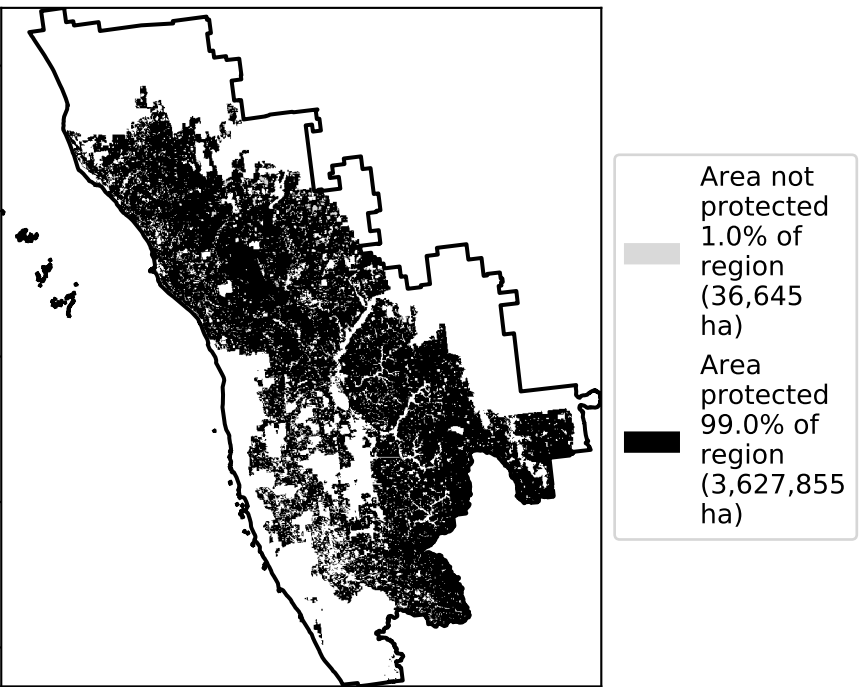 Area not
protected
1.0% of
region
(36,645
ha)
Area
protected
99.0% of
region
(3,627,855
ha)